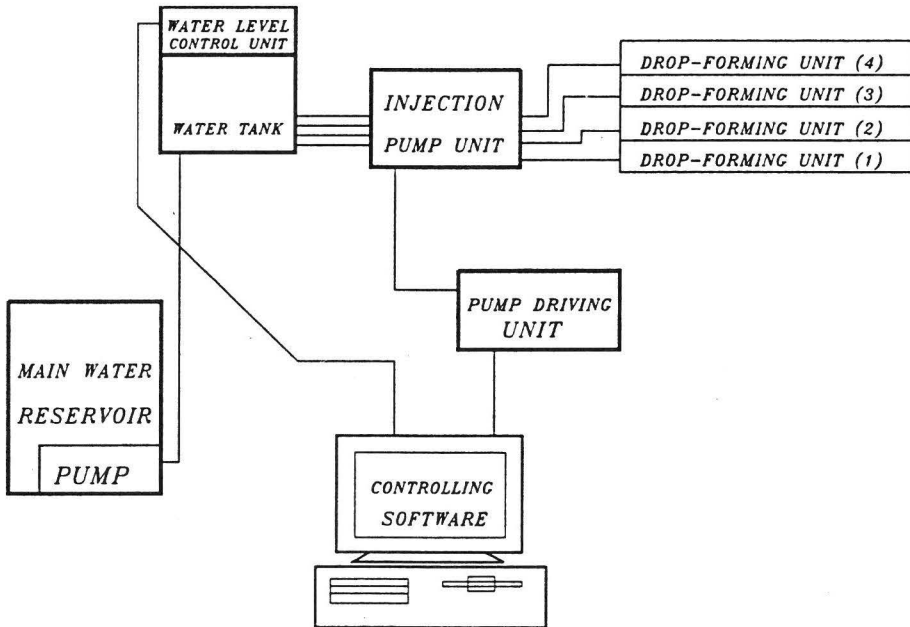 WATER LEVEL
CONTROL UNIT
WATER TANK
INJECTION
PUMP UNIT
DROP-FORMING UNIT (4)
DROP-FORMING UNIT (3)
DROP-FORMING UNIT (2)
DROP-FORMING UNIT (1)
PUMP DRIVING
UNIT
MAIN WATER
RESERVOIR
PUMP
CONTROLLING
SOFTWARE